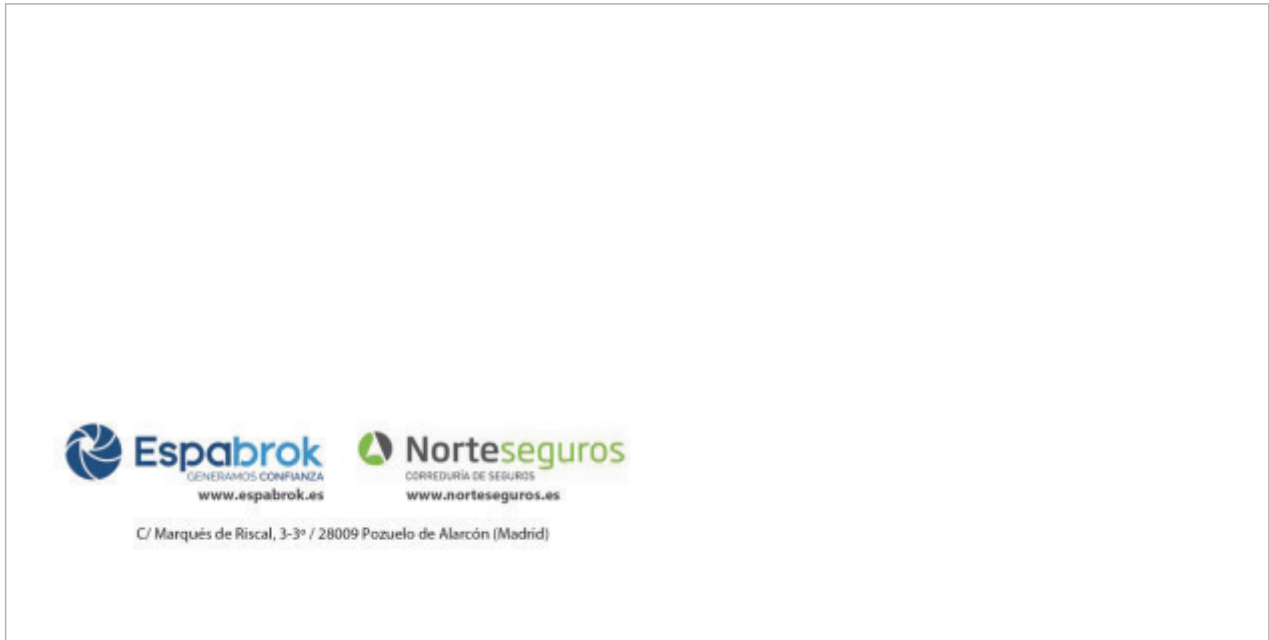 Espabrok Norteseguros
GENERAMOS CONFIANZA CORREDURÍA DE SEGUROS
www.espabrok.es www.norteseguros.es
C/ Marqués de Riscal, 3-3º / 28009 Pozuelo de Alarcón (Madrid)